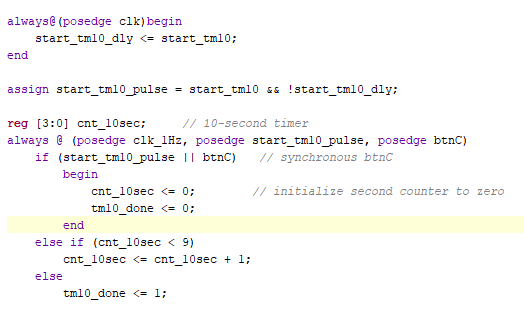 always@(posedge clk)begin
    start_tm10_dly <= start_tm10;
end

assign start_tm10_pulse = start_tm10 && !start_tm10_dly;

reg [3:0] cnt_10sec;     // 10-second timer
always @ (posedge clk_1Hz, posedge start_tm10_pulse, posedge btnC)
    if (start_tm10_pulse || btnC)   // synchronous btnC
        begin
            cnt_10sec <= 0;        // initialize second counter to zero
            tm10_done <= 0;
        end
    else if (cnt_10sec < 9)
        cnt_10sec <= cnt_10sec + 1;
    else
        tm10_done <= 1;